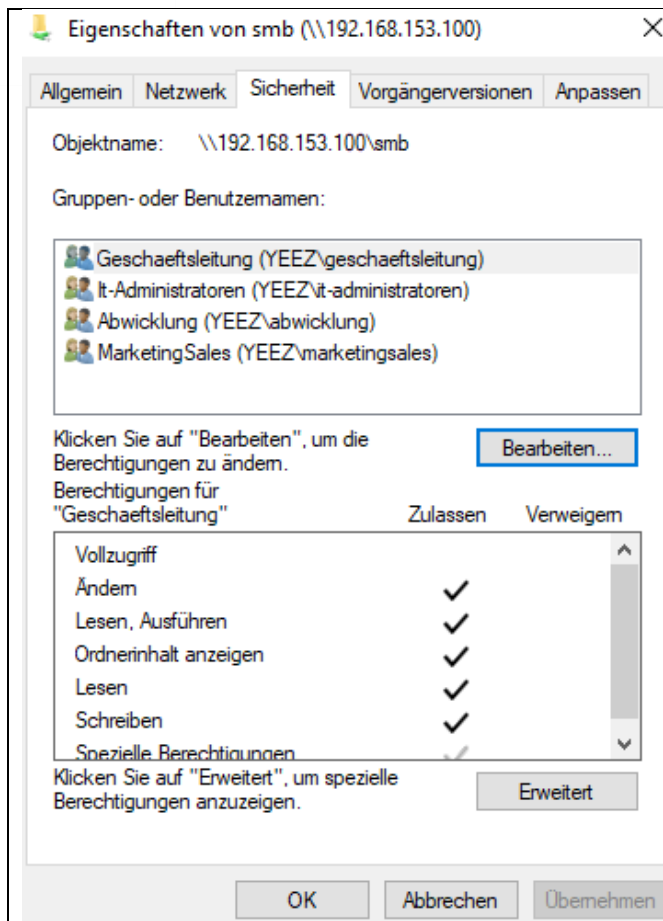 Eigenschaften von smb (\\192.168.153.100)
Allgemein Netzwerk Sicherheit Vorgängerversionen Anpassen
Objektname: \\192.168.153.100\smb
Gruppen- oder Benutzernamen:
Geschaeftsleitung (YEEZ\geschaeftsleitung)
It-Administratoren (YEEZ\it-administratoren)
Abwicklung (YEEZ\abwicklung)
MarketingSales (YEEZ\marketingsales)
Klicken Sie auf "Bearbeiten", um die
Berechtigungen zu ändern.
Bearbeiten...
Berechtigungen für
"Geschaeftsleitung" Zulassen Verweigern
Vollzugriff
Ändern
Lesen, Ausführen
Ordnerinhalt anzeigen
Lesen
Schreiben
Spezielle Berechtigungen
Klicken Sie auf "Erweitert", um spezielle
Berechtigungen anzuzeigen.
Erweitert
OK Abbrechen Übernehmen